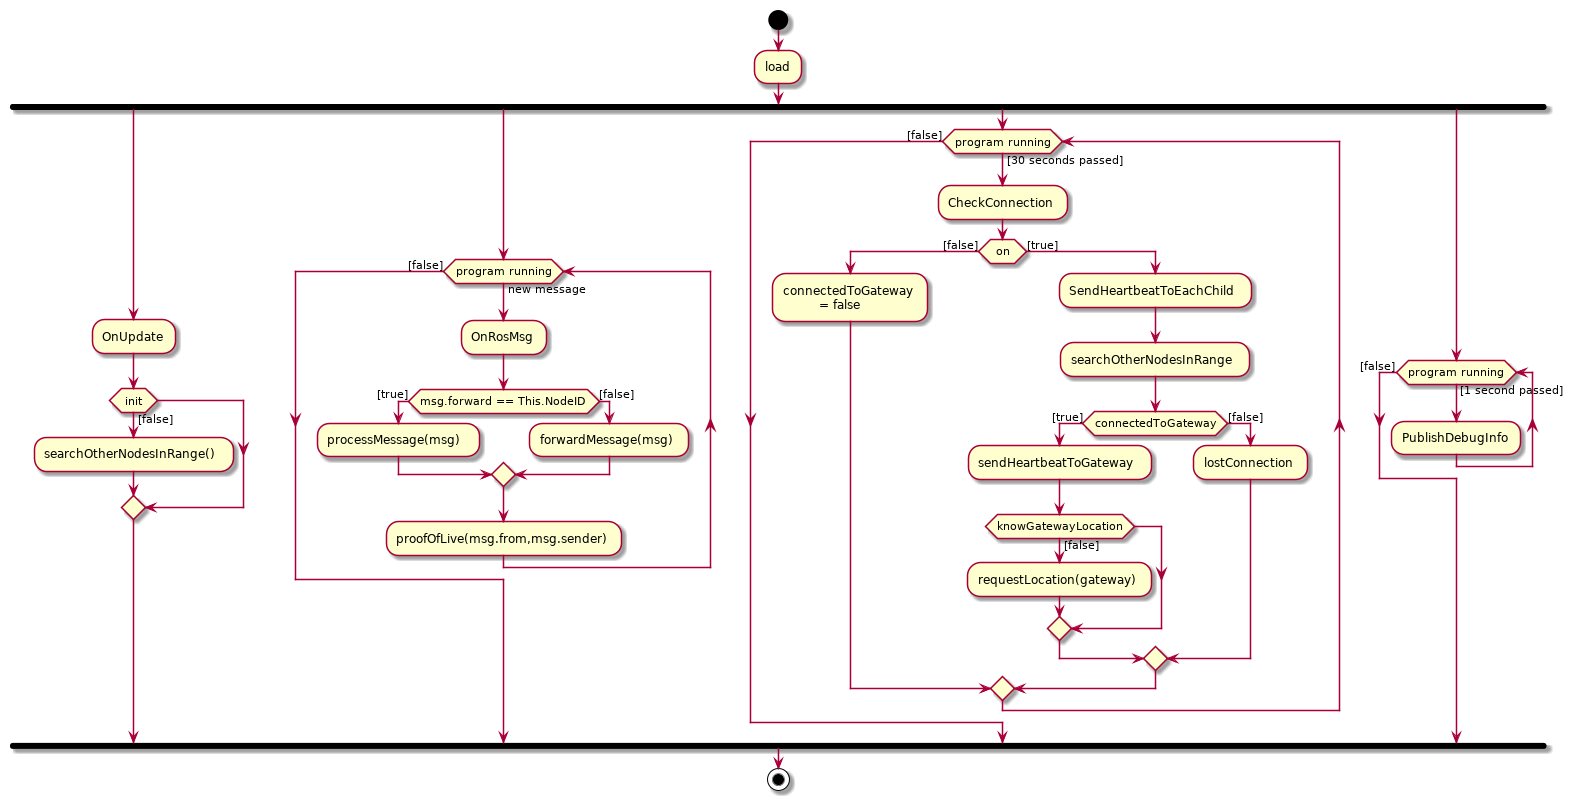 load
OnUpdate
init
[false]
searchOtherNodesInRange()
[false]
program running
new message
OnRosMsg
[true]
msg.forward == This.NodeID
[false]
processMessage(msg)
forwardMessage(msg)
proofOfLive(msg.from,msg.sender)
[false]
program running
[30 seconds passed]
CheckConnection
[false]
on
[true]
connectedToGateway
= false
SendHeartbeatToEachChild
searchOtherNodesInRange
[true]
connectedToGateway
[false]
sendHeartbeatToGateway
lostConnection
knowGatewayLocation
[false]
requestLocation(gateway)
[false]
program running
[1 second passed]
PublishDebugInfo